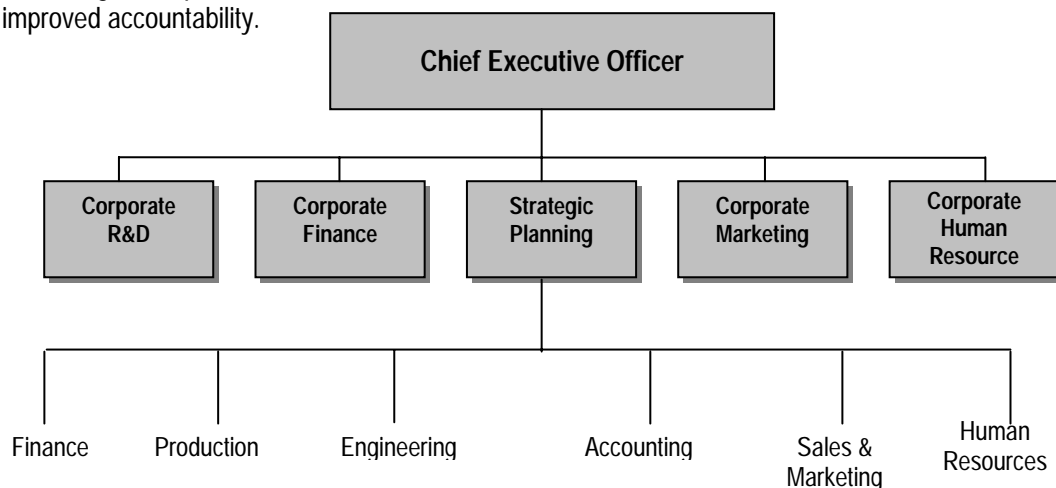 improved accountability.
Chief Executive Officer
Corporate
R&D
Corporate
Finance
Strategic
Planning
Corporate
Marketing
Corporate
Human
Resource
Finance
Production
Engineering
Accounting
Sales &
Marketing
Human
Resources